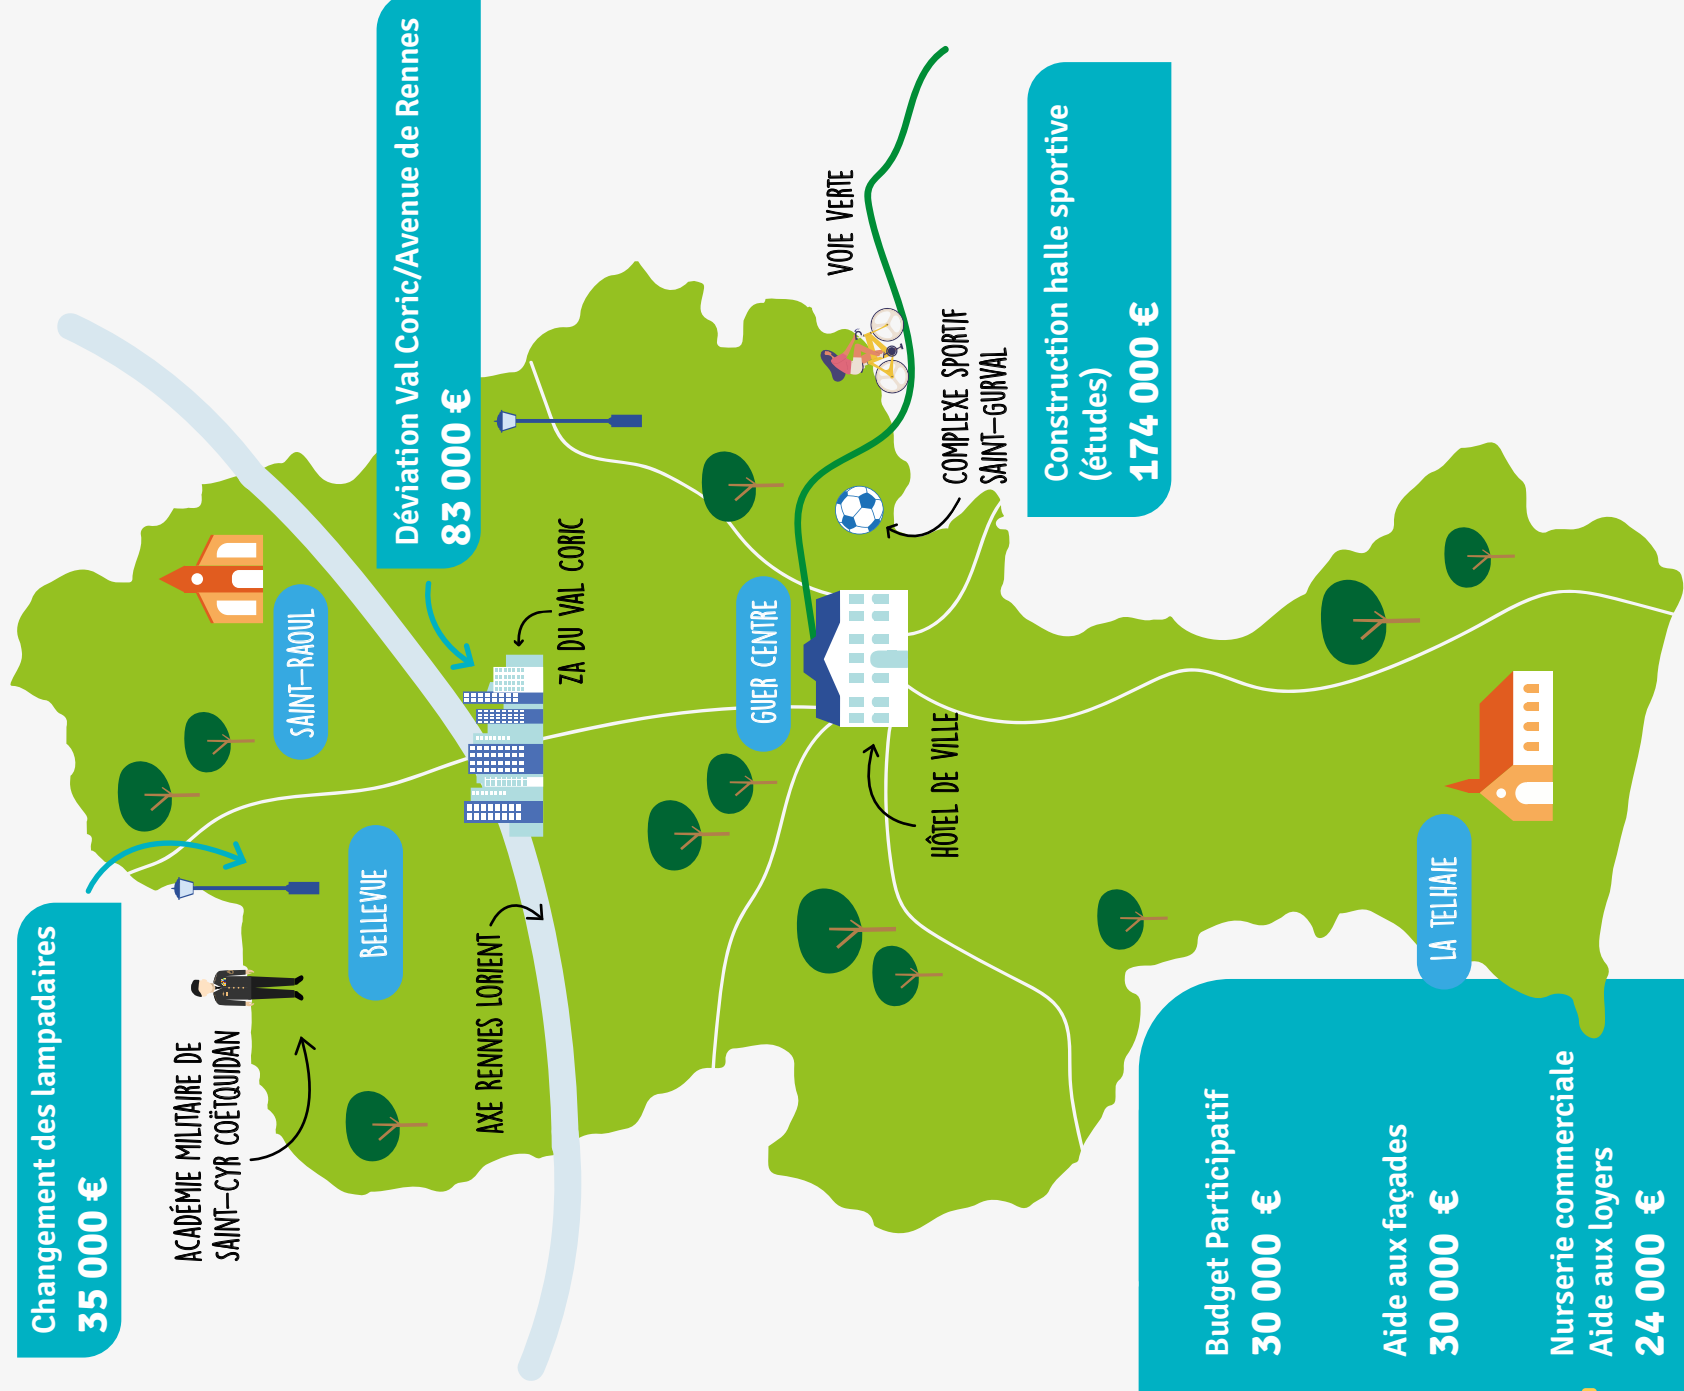 Changement des lampadaires
35 000 €
ACADÉMIE MILITAIRE DE
SAINT-CYR COËTQUIDAN
SAINT-RAOUL
BELLEVUE
Déviation Val Coric/Avenue de Rennes
83 000 €
AXE RENNES LORIENT
ZA DU VAL CORIC
GUER CENTRE
VOIE VERTE
HÔTEL DE VILLE
COMPLEXE SPORTIF
SAINT-GURVAL
Construction halle sportive
(études)
174 000 €
LA TELHAIE
Budget Participatif
30 000 €
Aide aux façades
30 000 €
Nurserie commerciale
Aide aux loyers
24 000 €